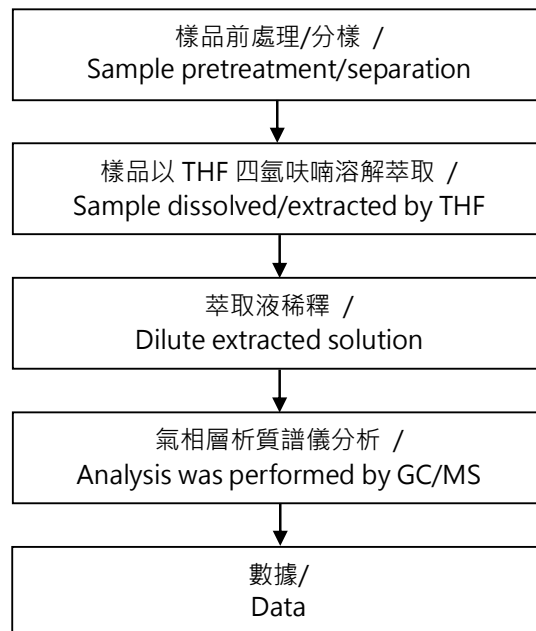 樣品前處理/分樣 /
Sample pretreatment/separation
樣品以 THF 四氫呋喃溶解萃取 /
Sample dissolved/extracted by THF
萃取液稀釋 /
Dilute extracted solution
氣相層析質譜儀分析 /
Analysis was performed by GC/MS
數據/
Data